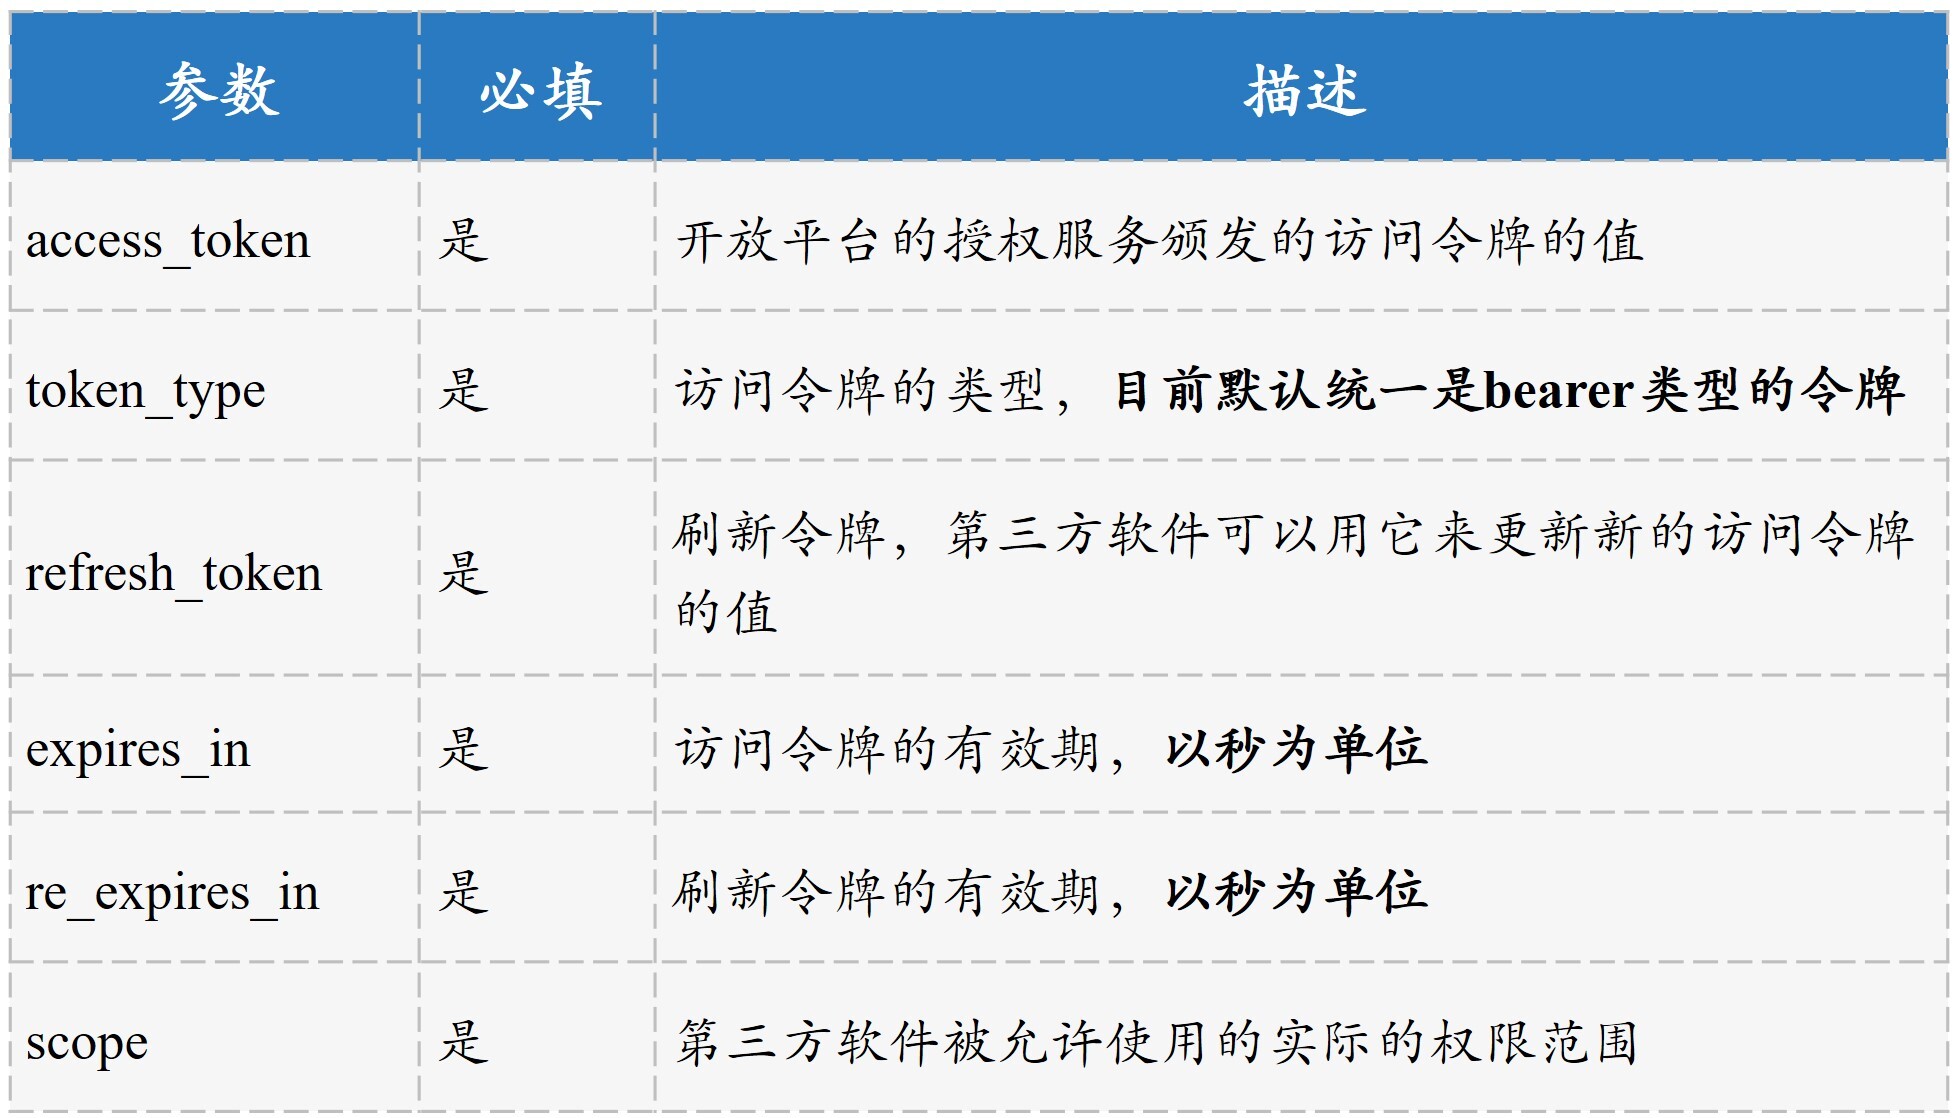 参数 必填 描述
access_token 是 开放平台的授权服务颁发的访问令牌的值
token_type 是 访问令牌的类型，目前默认统一是bearer类型的令牌
refresh_token 是 刷新令牌，第三方软件可以用它来更新新的访问令牌
的值
expires_in 是 访问令牌的有效期，以秒为单位
re_expires_in 是 刷新令牌的有效期，以秒为单位
scope 是 第三方软件被允许使用的实际的权限范围